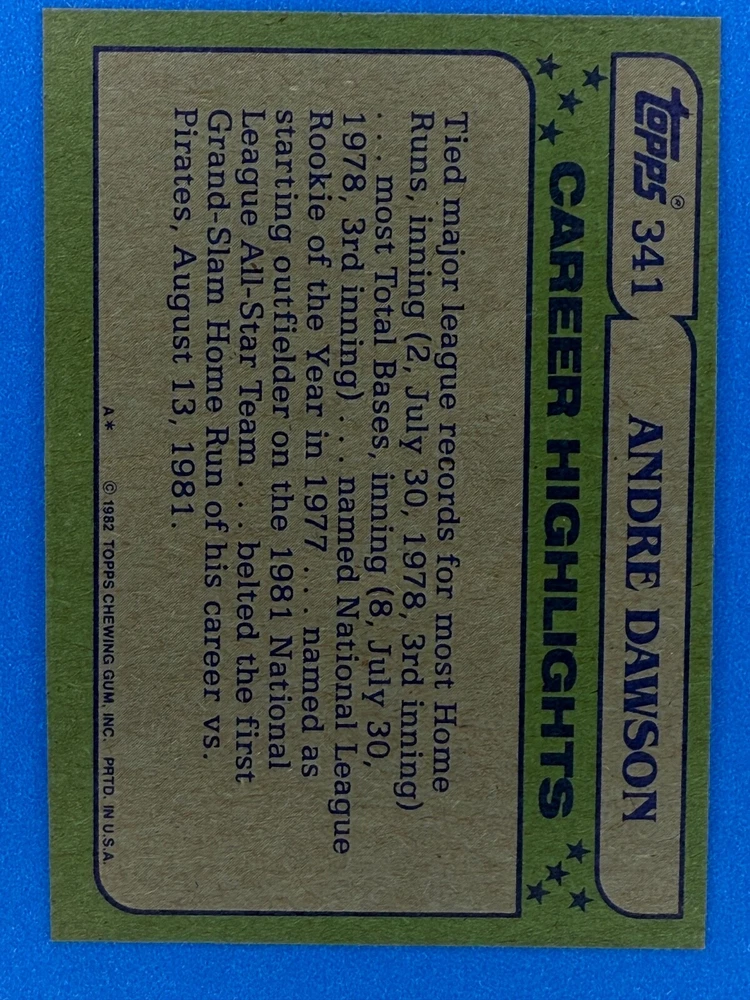 topps® 341 ANDRE DAWSON
CAREER HIGHLIGHTS
Tied major league records for most Home
Runs, inning (2, July 30, 1978, 3rd inning)
. . . most Total Bases, inning (8, July 30,
1978, 3rd inning) . . . named National League
Rookie of the Year in 1977 . . . named as
starting outfielder on the 1981 National
League All-Star Team . . . belted the first
Grand-Slam Home Run of his career vs.
Pirates, August 13, 1981.
A* © 1982 TOPPS CHEWING GUM, INC. PRTD. IN U.S.A.